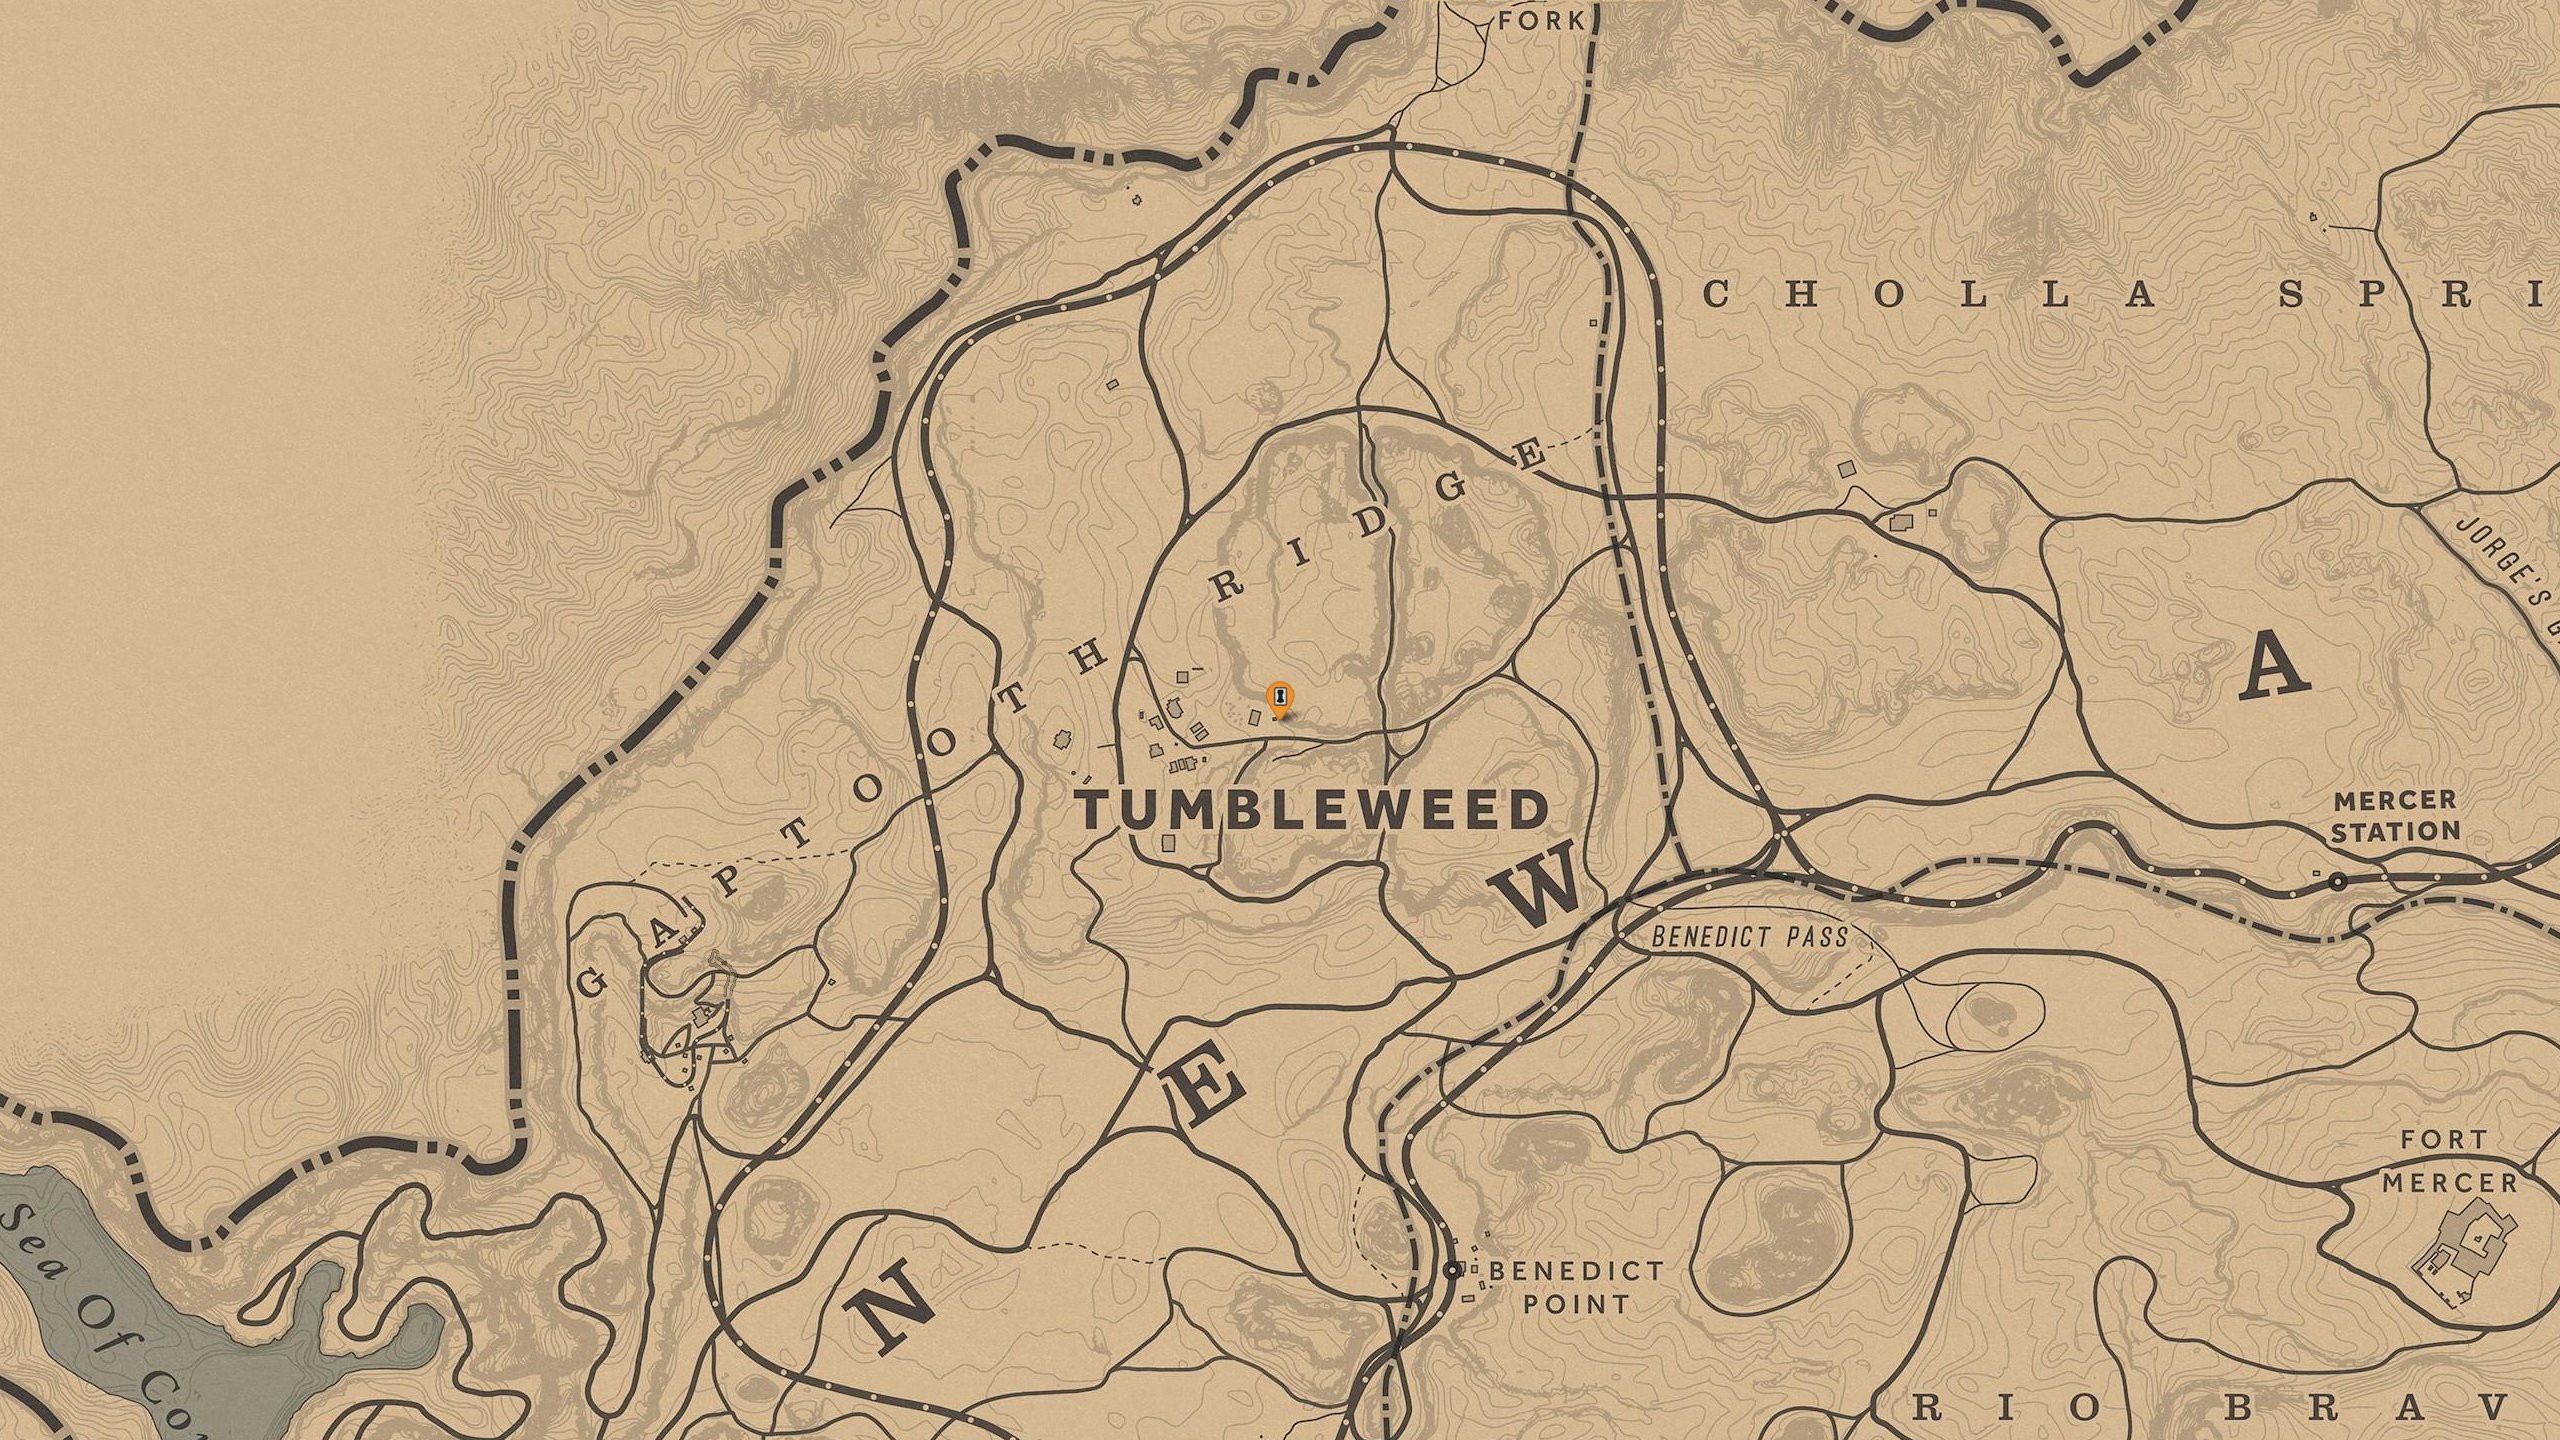 FORK
CHOLLA SPRI
GAPTOOTH RIDGE
JORGE'S G
A
TUMBLEWEED
MERCER
STATION
W
BENEDICT PASS
E
FORT
MERCER
Sea Of Co
BENEDICT
POINT
N
RIO BRAV